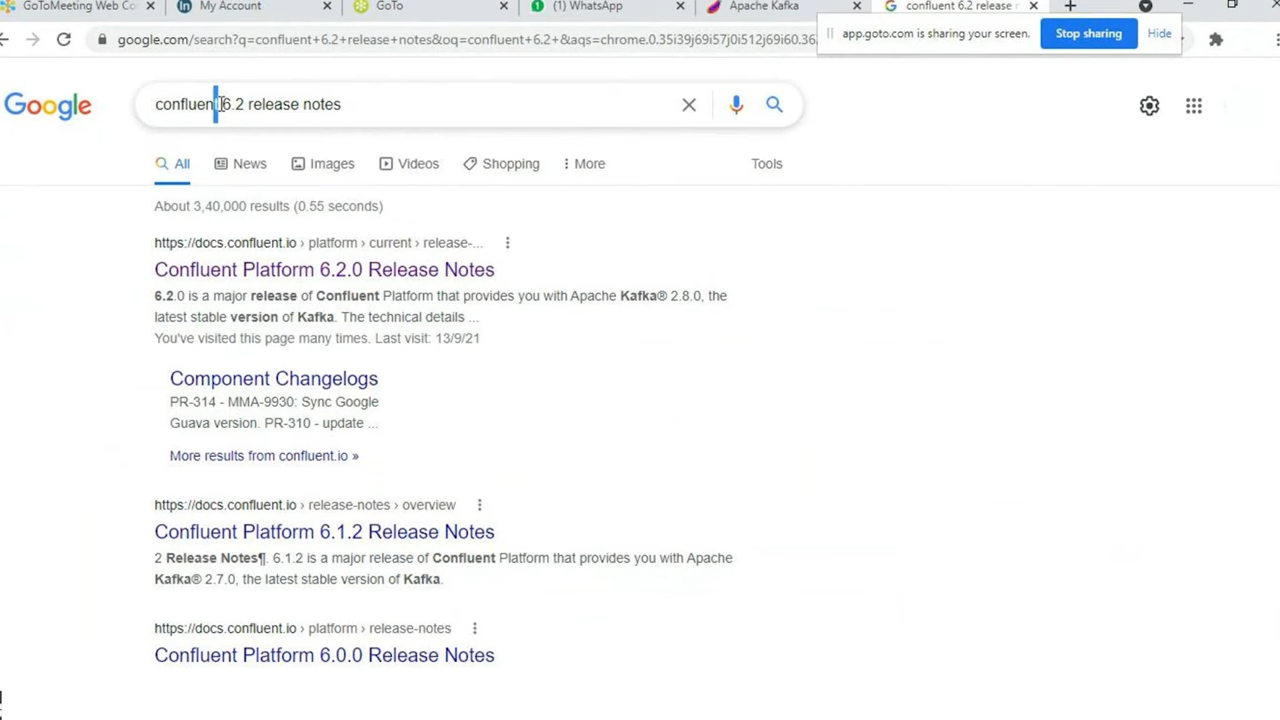 GoToMeeting Web Co
My Account
GoTo
(1) WhatsApp
Apache Kafka
confluent 6.2 release n
google.com/search?q=confluent+6.2+release+notes&oq=confluent+6.2+&aqs=chrome.0.35i39j69i57j0i512j69i60.36
app.goto.com is sharing your screen.
Stop sharing
Hide
Google
confluent 6.2 release notes
All
News
Images
Videos
Shopping
More
Tools
About 3,40,000 results (0.55 seconds)
https://docs.confluent.io › platform › current › release-...
Confluent Platform 6.2.0 Release Notes
6.2.0 is a major release of Confluent Platform that provides you with Apache Kafka® 2.8.0, the
latest stable version of Kafka. The technical details ...
You've visited this page many times. Last visit: 13/9/21
Component Changelogs
PR-314 - MMA-9930: Sync Google
Guava version. PR-310 - update ...
More results from confluent.io »
https://docs.confluent.io › release-notes › overview
Confluent Platform 6.1.2 Release Notes
2 Release Notes¶. 6.1.2 is a major release of Confluent Platform that provides you with Apache
Kafka® 2.7.0, the latest stable version of Kafka.
https://docs.confluent.io › platform › release-notes
Confluent Platform 6.0.0 Release Notes